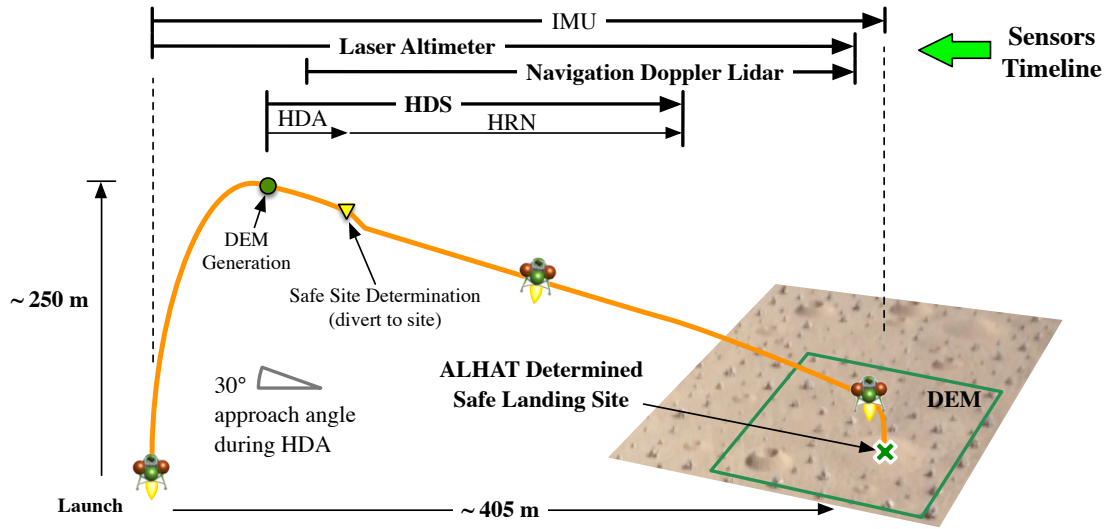 IMU
Laser Altimeter
Navigation Doppler Lidar
Sensors
Timeline
HDS
HDA
HRN
DEM
Generation
Safe Site Determination
(divert to site)
~ 250 m
30°
approach angle
during HDA
ALHAT Determined
Safe Landing Site
DEM
Launch
~ 405 m